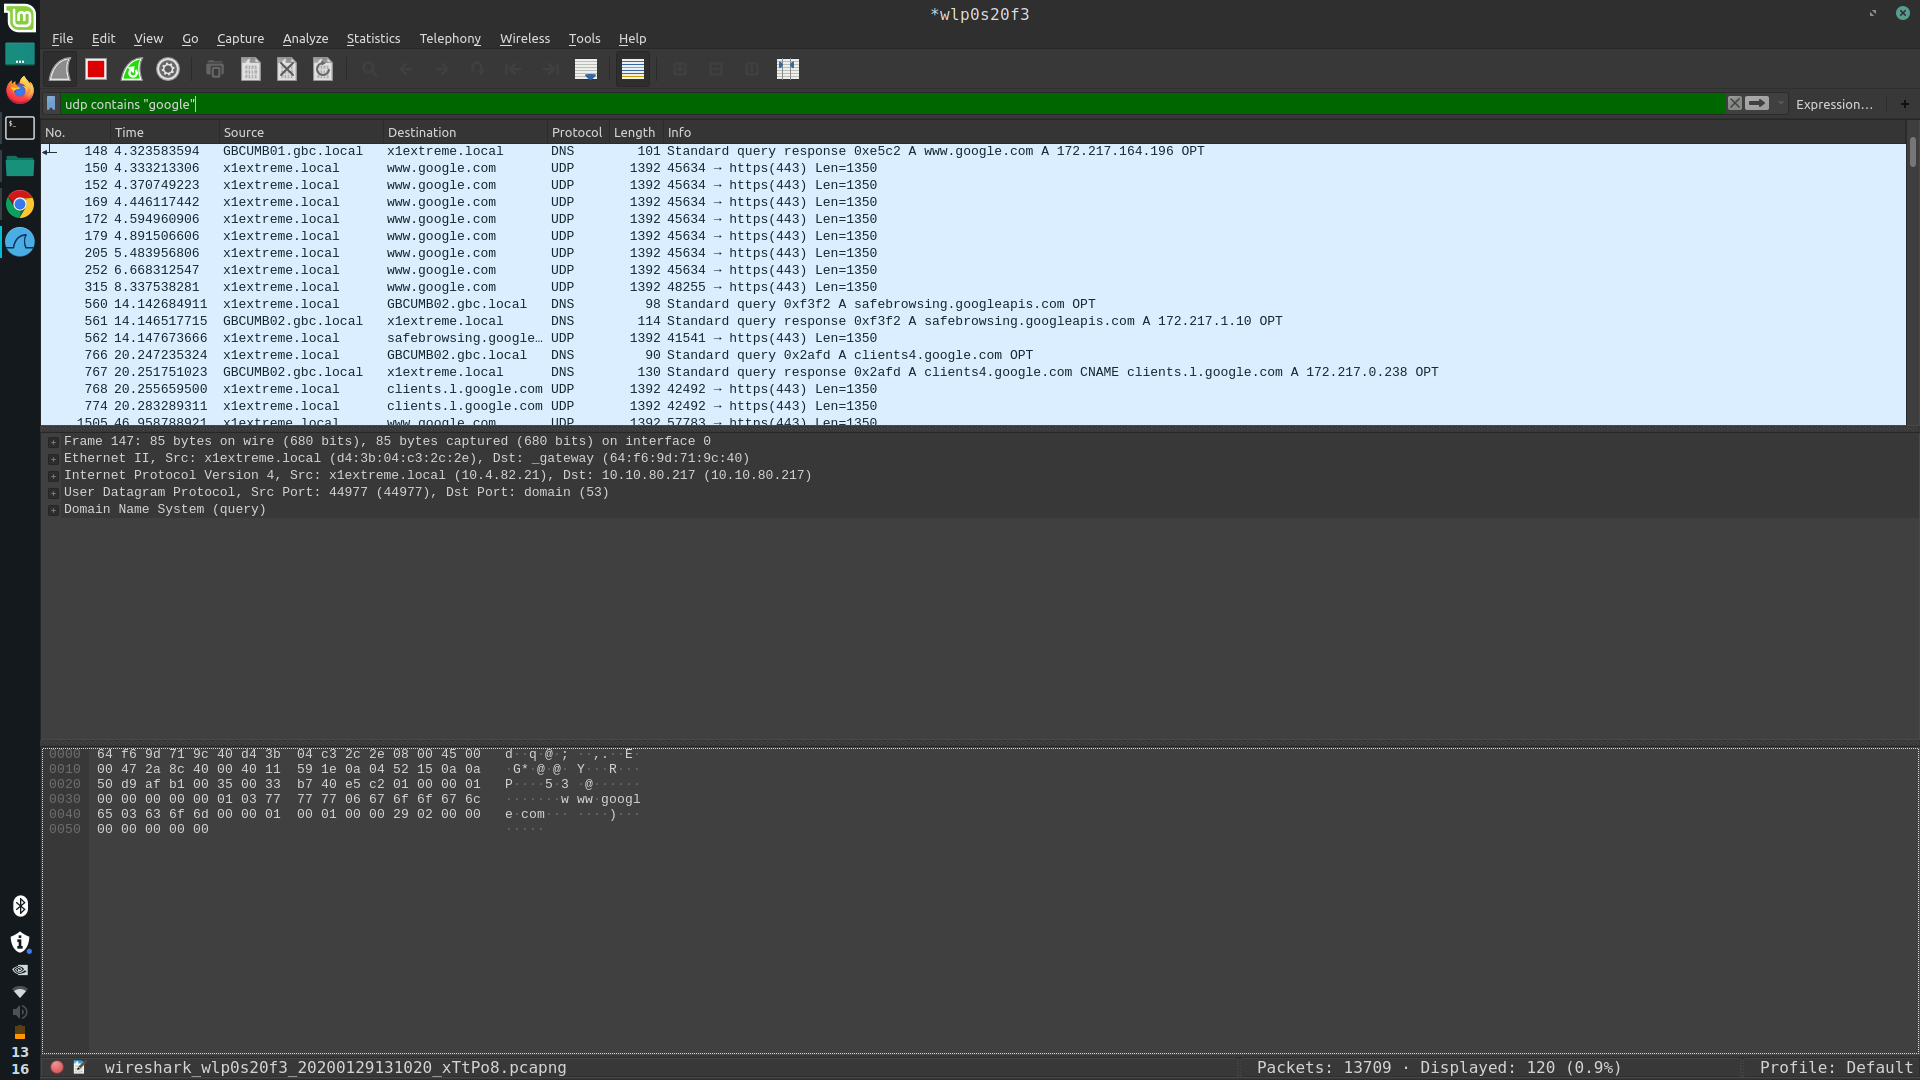 *wlp0s20f3
File Edit View Go Capture Analyze Statistics Telephony Wireless Tools Help
udp contains "google"
Expression…
+
No. Time Source Destination Protocol Length Info
148 4.323583594 GBCUMB01.gbc.local x1extreme.local DNS 101 Standard query response 0xe5c2 A www.google.com A 172.217.164.196 OPT
150 4.333213306 x1extreme.local www.google.com UDP 1392 45634 → https(443) Len=1350
152 4.370749223 x1extreme.local www.google.com UDP 1392 45634 → https(443) Len=1350
169 4.446117442 x1extreme.local www.google.com UDP 1392 45634 → https(443) Len=1350
172 4.594960906 x1extreme.local www.google.com UDP 1392 45634 → https(443) Len=1350
179 4.891506606 x1extreme.local www.google.com UDP 1392 45634 → https(443) Len=1350
205 5.483956806 x1extreme.local www.google.com UDP 1392 45634 → https(443) Len=1350
252 6.668312547 x1extreme.local www.google.com UDP 1392 45634 → https(443) Len=1350
315 8.337538281 x1extreme.local www.google.com UDP 1392 48255 → https(443) Len=1350
560 14.142684911 x1extreme.local GBCUMB02.gbc.local DNS 98 Standard query 0xf3f2 A safebrowsing.googleapis.com OPT
561 14.146517715 GBCUMB02.gbc.local x1extreme.local DNS 114 Standard query response 0xf3f2 A safebrowsing.googleapis.com A 172.217.1.10 OPT
562 14.147673666 x1extreme.local safebrowsing.google… UDP 1392 41541 → https(443) Len=1350
766 20.247235324 x1extreme.local GBCUMB02.gbc.local DNS 90 Standard query 0x2afd A clients4.google.com OPT
767 20.251751023 GBCUMB02.gbc.local x1extreme.local DNS 130 Standard query response 0x2afd A clients4.google.com CNAME clients.l.google.com A 172.217.0.238 OPT
768 20.255659500 x1extreme.local clients.l.google.com UDP 1392 42492 → https(443) Len=1350
774 20.283289311 x1extreme.local clients.l.google.com UDP 1392 42492 → https(443) Len=1350
1505 46.958788921 x1extreme.local www.google.com UDP 1392 57783 → https(443) Len=1350
Frame 147: 85 bytes on wire (680 bits), 85 bytes captured (680 bits) on interface 0
Ethernet II, Src: x1extreme.local (d4:3b:04:c3:2c:2e), Dst: _gateway (64:f6:9d:71:9c:40)
Internet Protocol Version 4, Src: x1extreme.local (10.4.82.21), Dst: 10.10.80.217 (10.10.80.217)
User Datagram Protocol, Src Port: 44977 (44977), Dst Port: domain (53)
Domain Name System (query)
0000 64 f6 9d 71 9c 40 d4 3b 04 c3 2c 2e 08 00 45 00 d··q·@·; ··,.··E·
0010 00 47 2a 8c 40 00 40 11 59 1e 0a 04 52 15 0a 0a ·G*·@·@· Y···R···
0020 50 d9 af b1 00 35 00 33 b7 40 e5 c2 01 00 00 01 P····5·3 ·@······
0030 00 00 00 00 00 01 03 77 77 77 06 67 6f 6f 67 6c ·······w ww·googl
0040 65 03 63 6f 6d 00 00 01 00 01 00 00 29 02 00 00 e·com··· ····)···
0050 00 00 00 00 00 ·····
13
16
wireshark_wlp0s20f3_20200129131020_xTtPo8.pcapng
Packets: 13709 · Displayed: 120 (0.9%)
Profile: Default